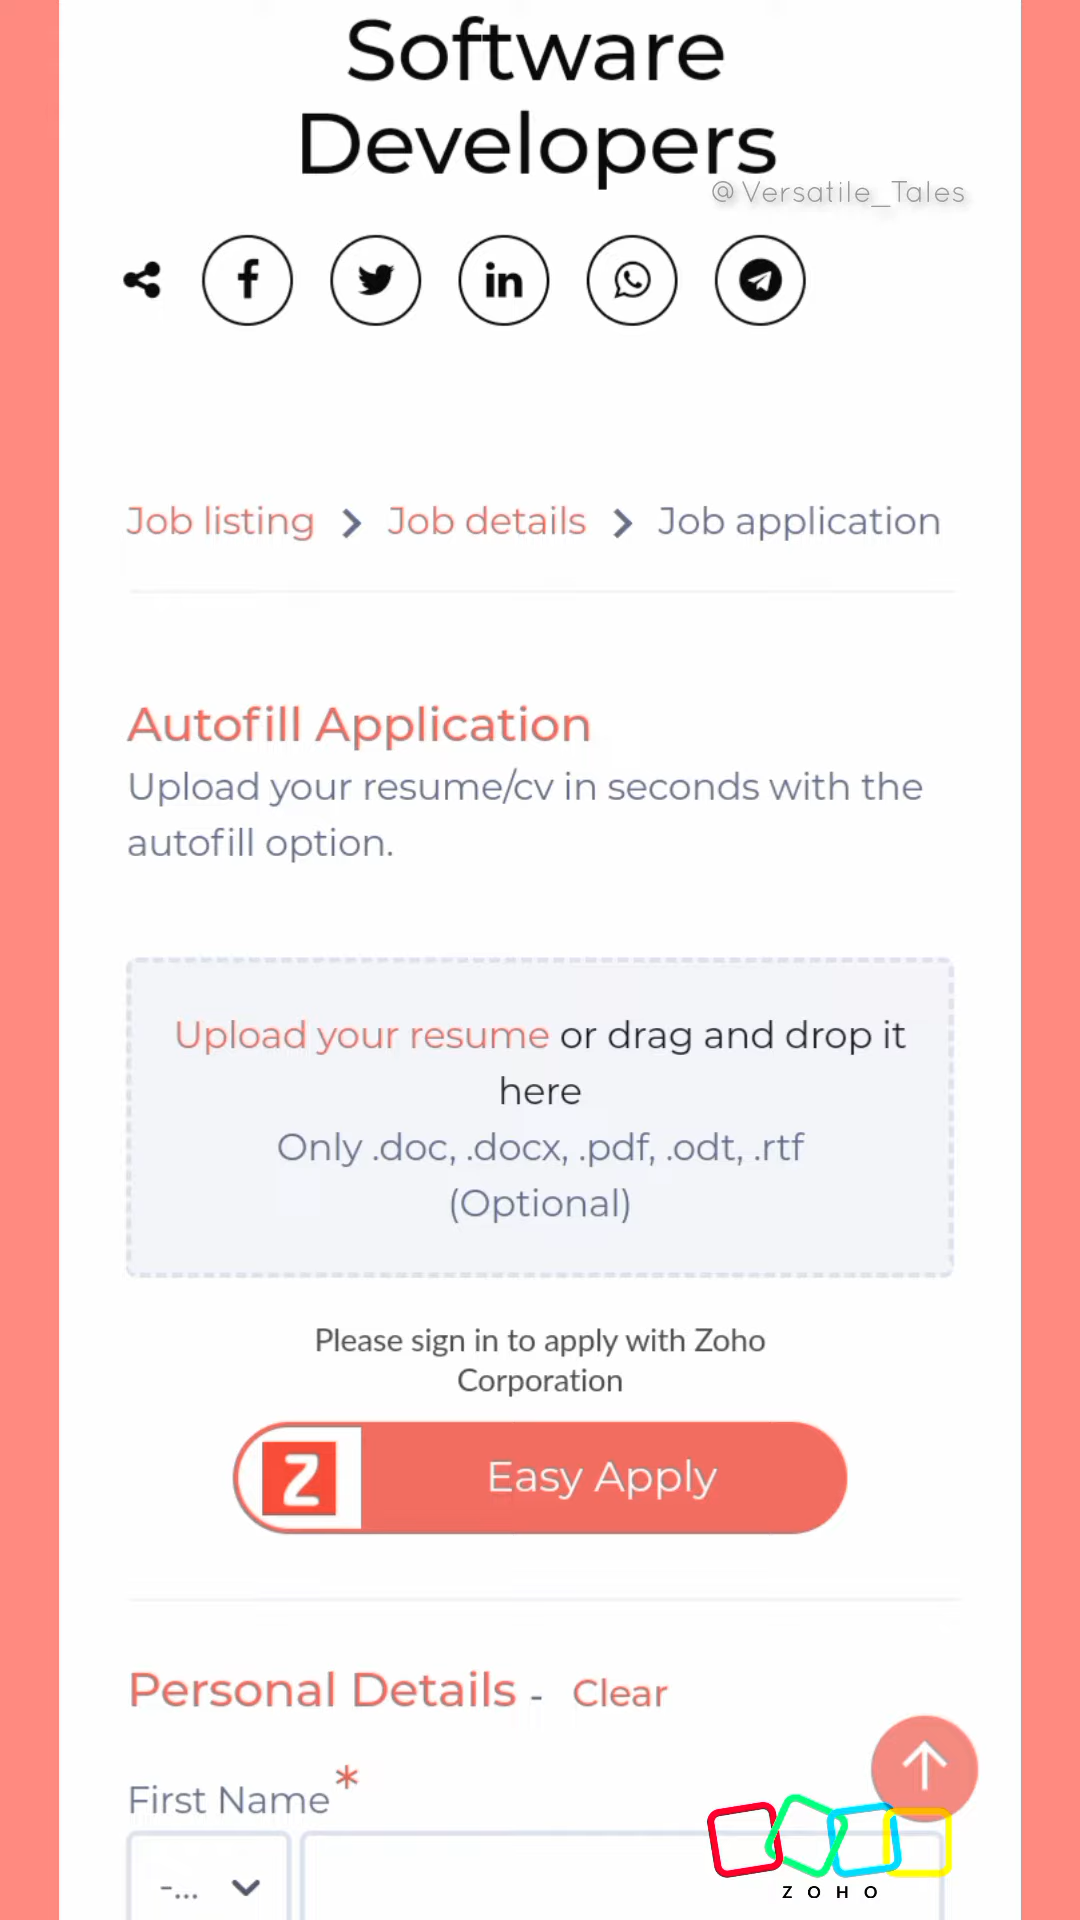 Software
Developers
@Versatile_Tales
Job listing > Job details > Job application
Autofill Application
Upload your resume/cv in seconds with the
autofill option.
Upload your resume or drag and drop it
here
Only .doc, .docx, .pdf, .odt, .rtf
(Optional)
Please sign in to apply with Zoho
Corporation
Z Easy Apply
Personal Details - Clear
First Name*
-...
ZOHO